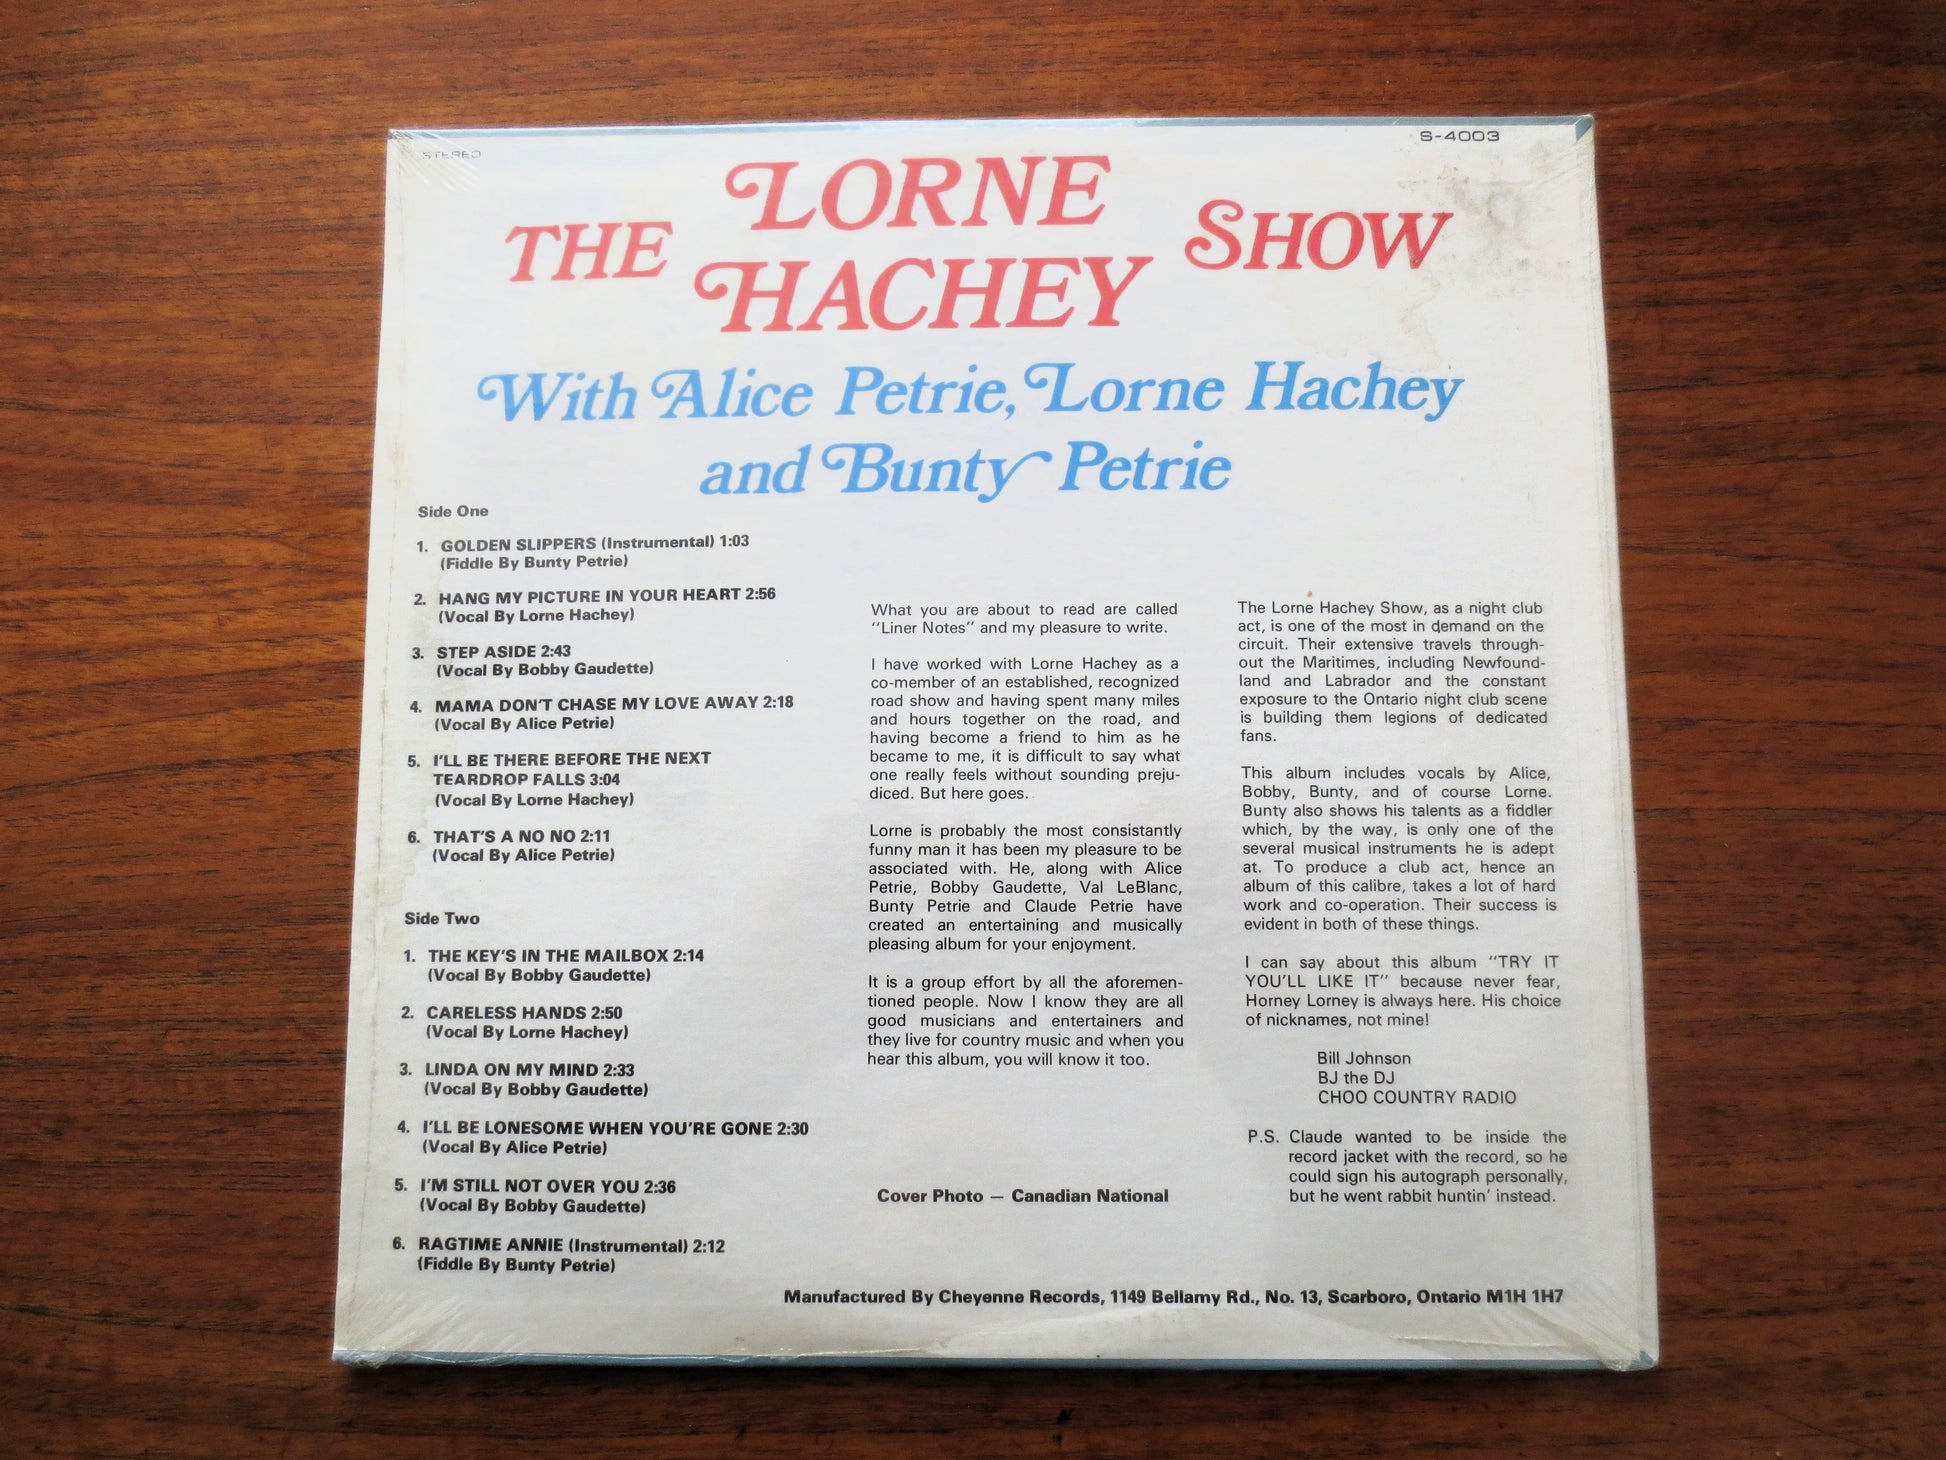 STEREO
S-4003
THE LORNE HACHEY SHOW
With Alice Petrie, Lorne Hachey
and Bunty Petrie
Side One
1. GOLDEN SLIPPERS (Instrumental) 1:03
(Fiddle By Bunty Petrie)
2. HANG MY PICTURE IN YOUR HEART 2:56
(Vocal By Lorne Hachey)
3. STEP ASIDE 2:43
(Vocal By Bobby Gaudette)
4. MAMA DON'T CHASE MY LOVE AWAY 2:18
(Vocal By Alice Petrie)
5. I'LL BE THERE BEFORE THE NEXT
TEARDROP FALLS 3:04
(Vocal By Lorne Hachey)
6. THAT'S A NO NO 2:11
(Vocal By Alice Petrie)
Side Two
1. THE KEY'S IN THE MAILBOX 2:14
(Vocal By Bobby Gaudette)
2. CARELESS HANDS 2:50
(Vocal By Lorne Hachey)
3. LINDA ON MY MIND 2:33
(Vocal By Bobby Gaudette)
4. I'LL BE LONESOME WHEN YOU'RE GONE 2:30
(Vocal By Alice Petrie)
5. I'M STILL NOT OVER YOU 2:36
(Vocal By Bobby Gaudette)
6. RAGTIME ANNIE (Instrumental) 2:12
(Fiddle By Bunty Petrie)
What you are about to read are called
"Liner Notes" and my pleasure to write.
I have worked with Lorne Hachey as a
co-member of an established, recognized
road show and having spent many miles
and hours together on the road, and
having become a friend to him as he
became to me, it is difficult to say what
one really feels without sounding preju-
diced. But here goes.
Lorne is probably the most consistantly
funny man it has been my pleasure to be
associated with. He, along with Alice
Petrie, Bobby Gaudette, Val LeBlanc,
Bunty Petrie and Claude Petrie have
created an entertaining and musically
pleasing album for your enjoyment.
It is a group effort by all the aforemen-
tioned people. Now I know they are all
good musicians and entertainers and
they live for country music and when you
hear this album, you will know it too.
Cover Photo — Canadian National
The Lorne Hachey Show, as a night club
act, is one of the most in demand on the
circuit. Their extensive travels through-
out the Maritimes, including Newfound-
land and Labrador and the constant
exposure to the Ontario night club scene
is building them legions of dedicated
fans.
This album includes vocals by Alice,
Bobby, Bunty, and of course Lorne.
Bunty also shows his talents as a fiddler
which, by the way, is only one of the
several musical instruments he is adept
at. To produce a club act, hence an
album of this calibre, takes a lot of hard
work and co-operation. Their success is
evident in both of these things.
I can say about this album "TRY IT
YOU'LL LIKE IT" because never fear,
Horney Lorney is always here. His choice
of nicknames, not mine!
Bill Johnson
BJ the DJ
CHOO COUNTRY RADIO
P.S. Claude wanted to be inside the
record jacket with the record, so he
could sign his autograph personally,
but he went rabbit huntin' instead.
Manufactured By Cheyenne Records, 1149 Bellamy Rd., No. 13, Scarboro, Ontario M1H 1H7